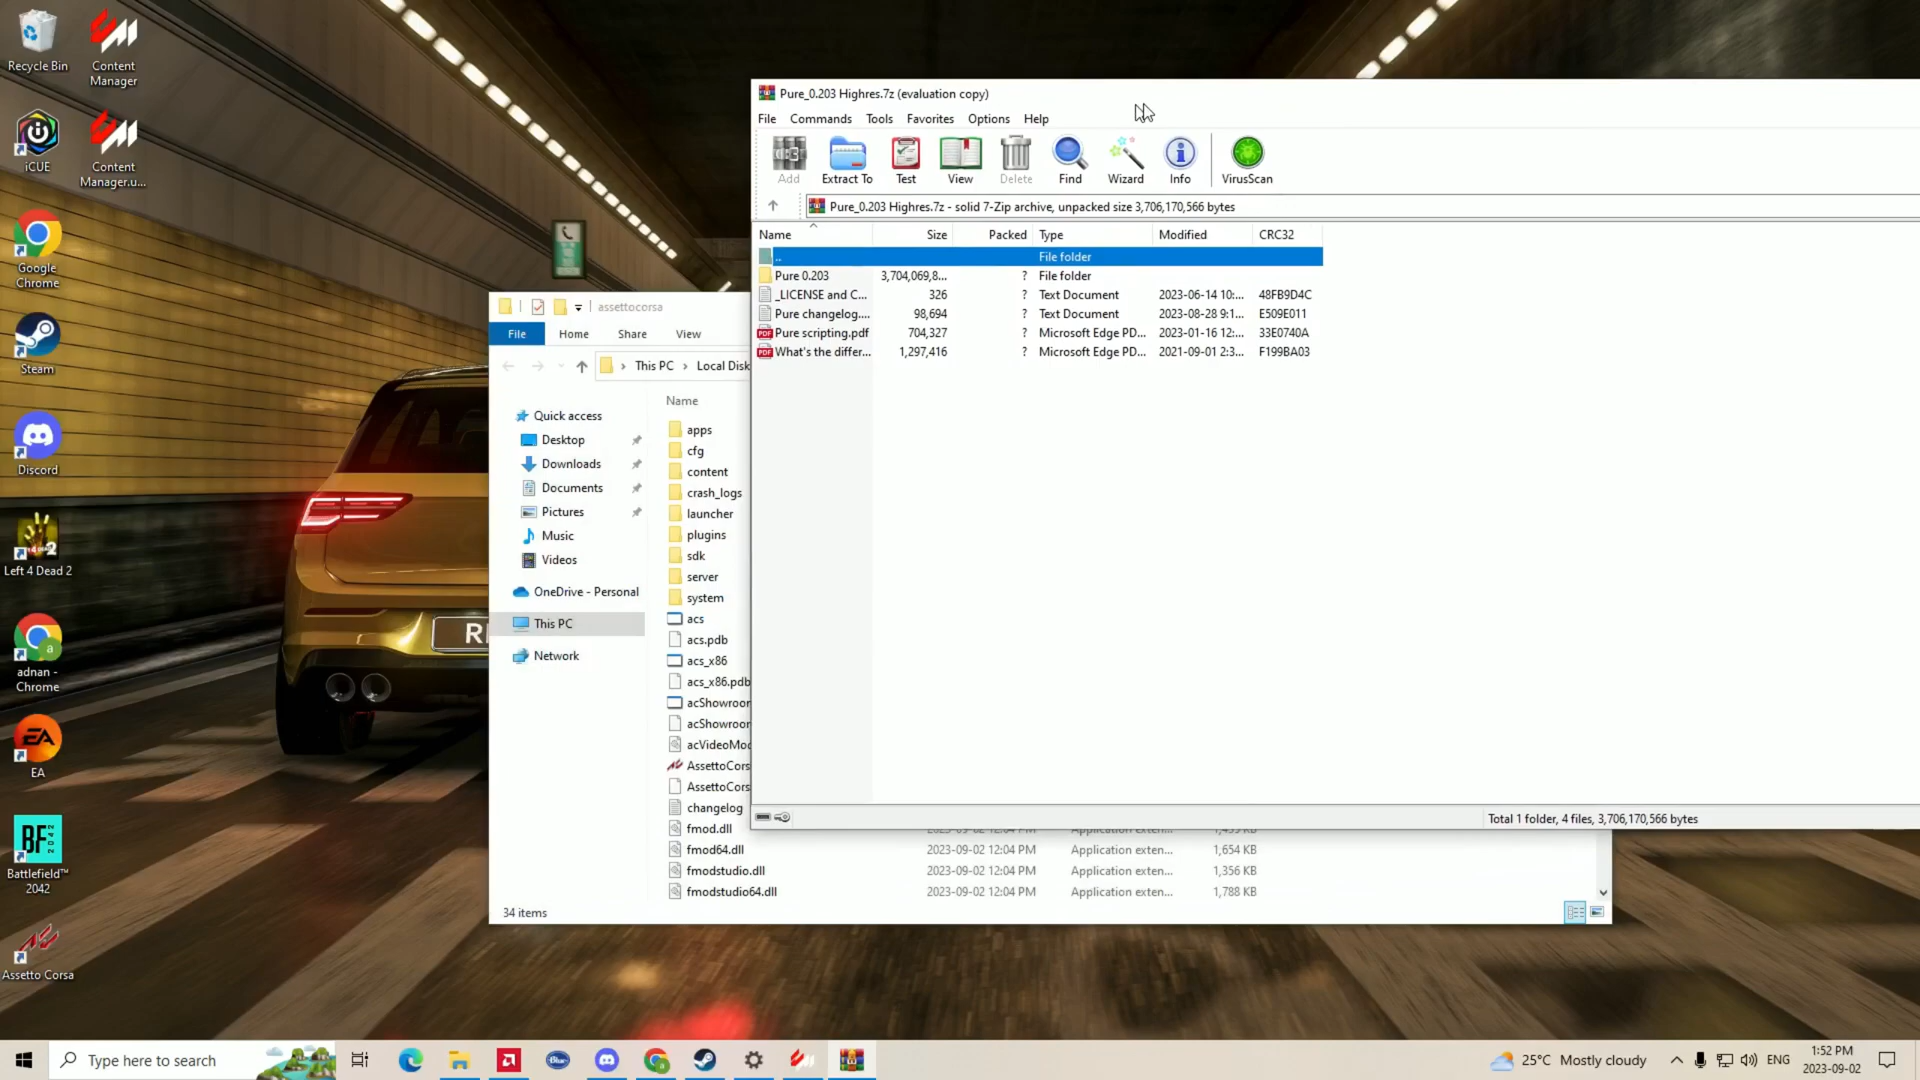 Recycle Bin
Content
Manager
iCUE
Content
Manager.u...
Google
Chrome
Steam
Discord
Left 4 Dead 2
adnan -
Chrome
EA
BF
2042
Battlefield™
2042
Assetto Corsa
Pure_0.203 Highres.7z (evaluation copy)
File Commands Tools Favorites Options Help
Add Extract To Test View Delete Find Wizard Info VirusScan
Pure_0.203 Highres.7z - solid 7-Zip archive, unpacked size 3,706,170,566 bytes
Name Size Packed Type Modified CRC32
.. File folder
Pure 0.203 3,704,069,8... ? File folder
_LICENSE and C... 326 ? Text Document 2023-06-14 10:... 48FB9D4C
Pure changelog.... 98,694 ? Text Document 2023-08-28 9:1... E509E011
Pure scripting.pdf 704,327 ? Microsoft Edge PD... 2023-01-16 12:... 33E0740A
What's the differ... 1,297,416 ? Microsoft Edge PD... 2021-09-01 2:3... F199BA03
Total 1 folder, 4 files, 3,706,170,566 bytes
assettocorsa
File Home Share View
This PC Local Disk
Quick access
Desktop
Downloads
Documents
Pictures
Music
Videos
OneDrive - Personal
This PC
Network
Name
apps
cfg
content
crash_logs
launcher
plugins
sdk
server
system
acs
acs.pdb
acs_x86
acs_x86.pdb
acShowroor
acShowroor
acVideoMod
AssettoCors
AssettoCors
changelog
fmod.dll
fmod64.dll 2023-09-02 12:04 PM Application exten... 1,654 KB
fmodstudio.dll 2023-09-02 12:04 PM Application exten... 1,356 KB
fmodstudio64.dll 2023-09-02 12:04 PM Application exten... 1,788 KB
34 items
Type here to search
25°C Mostly cloudy
ENG
1:52 PM
2023-09-02